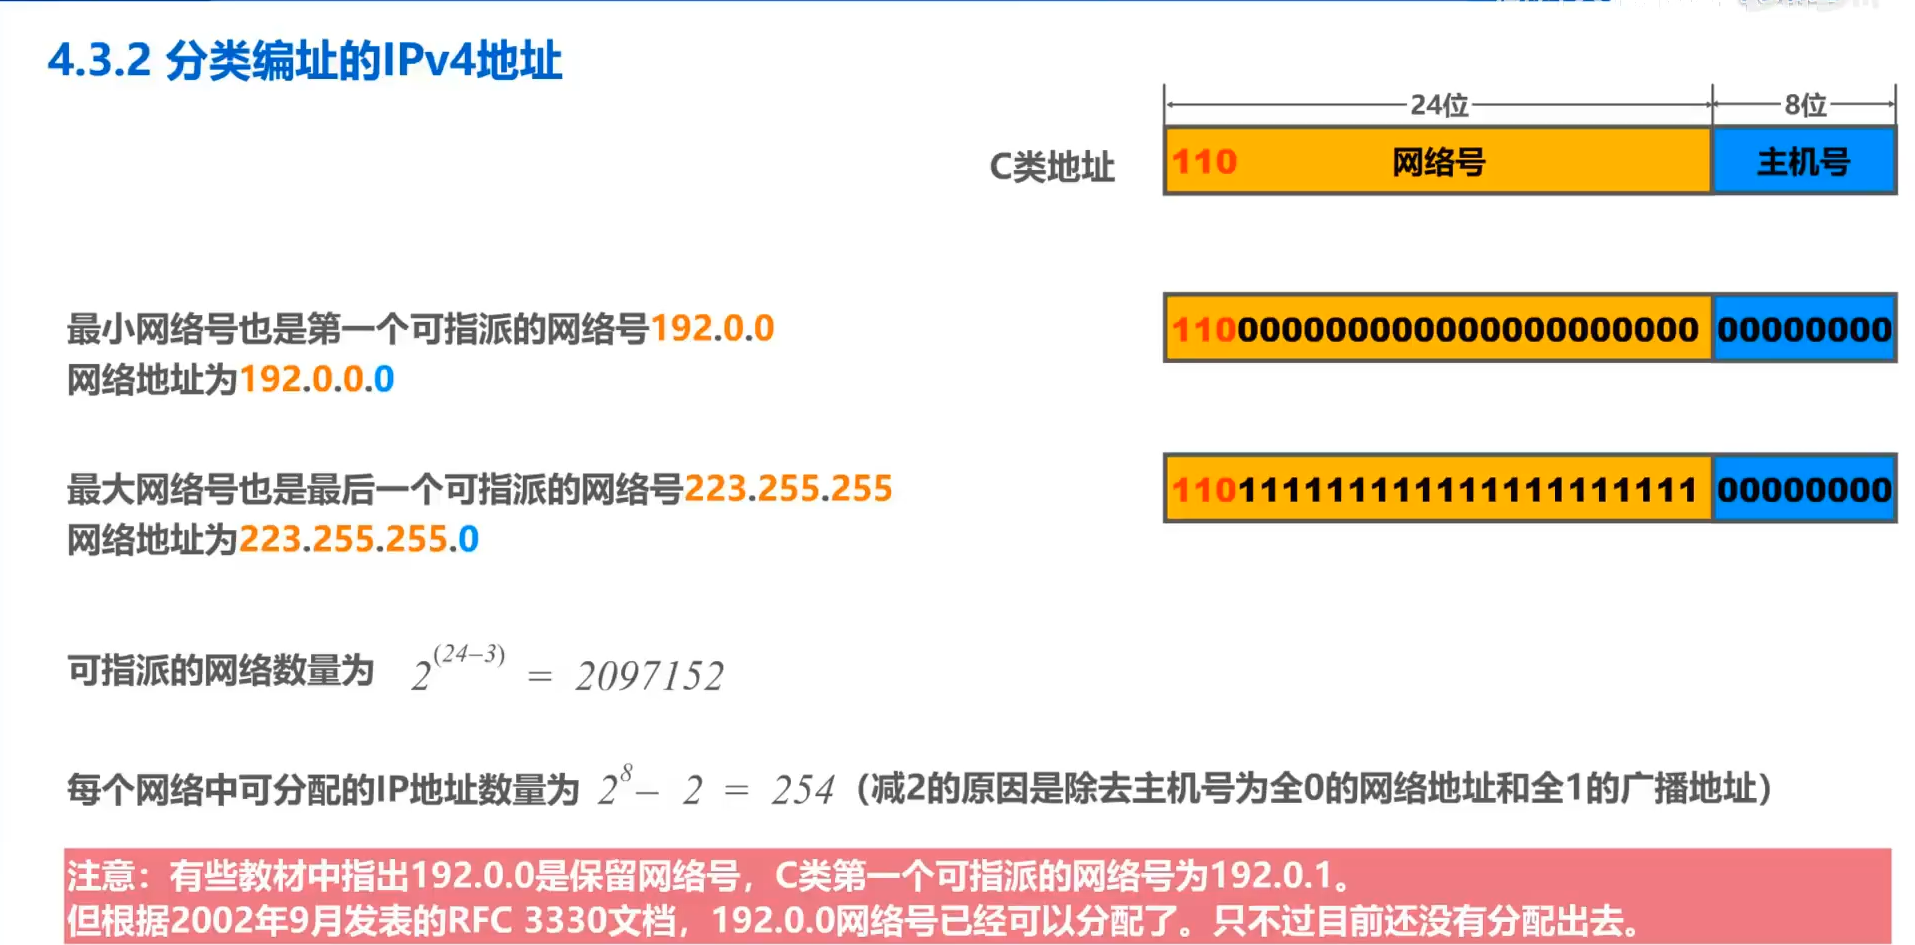 4.3.2 分类编址的IPv4地址
24位 8位
C类地址 110 网络号 主机号
最小网络号也是第一个可指派的网络号192.0.0
网络地址为192.0.0.0
110000000000000000000000 00000000
最大网络号也是最后一个可指派的网络号223.255.255
网络地址为223.255.255.0
110111111111111111111111 00000000
可指派的网络数量为 2^(24−3) = 2097152
每个网络中可分配的IP地址数量为 2^8 − 2 = 254（减2的原因是除去主机号为全0的网络地址和全1的广播地址）
注意：有些教材中指出192.0.0是保留网络号，C类第一个可指派的网络号为192.0.1。
但根据2002年9月发表的RFC 3330文档，192.0.0网络号已经可以分配了。只不过目前还没有分配出去。